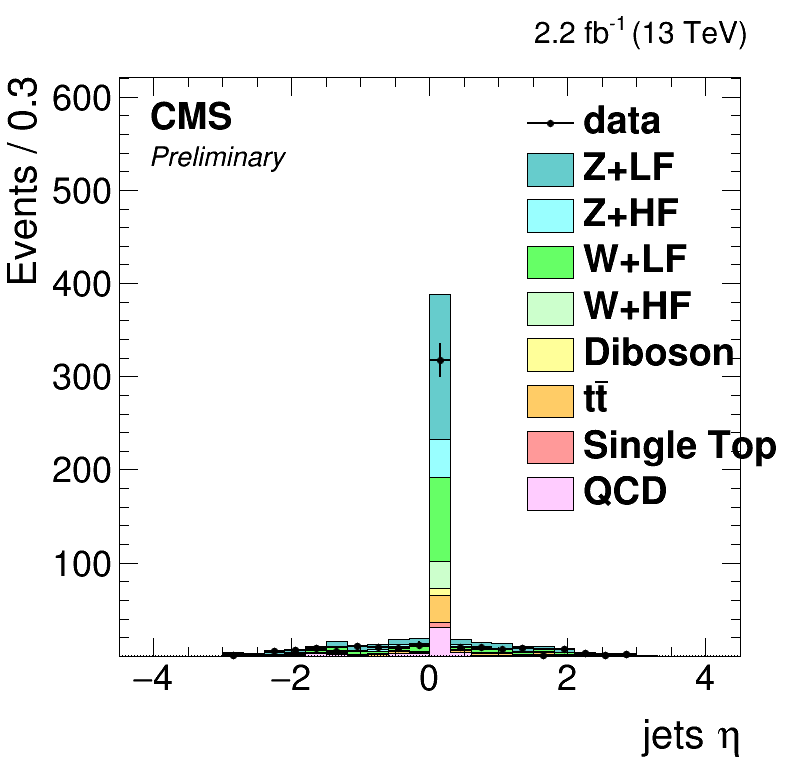 2.2 fb⁻¹ (13 TeV)
Events / 0.3
600
500
400
300
200
100
CMS
Preliminary
data
Z+LF
Z+HF
W+LF
W+HF
Diboson
tt̄
Single Top
QCD
−4 −2 0 2 4
jets η